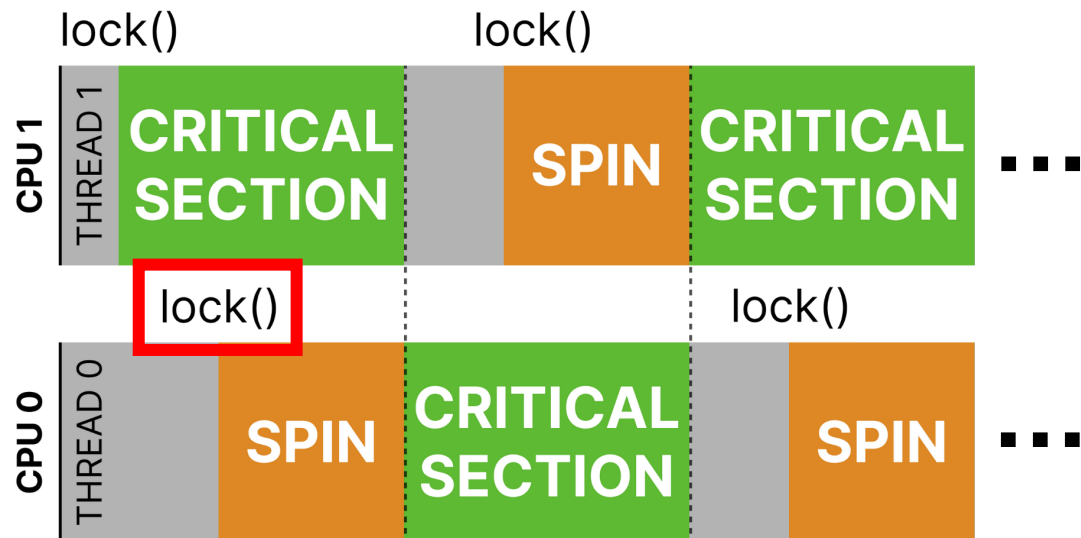 lock() lock()
CPU 1
THREAD 1
CRITICAL
SECTION
SPIN
CRITICAL
SECTION
lock() lock()
CPU 0
THREAD 0
SPIN
CRITICAL
SECTION
SPIN